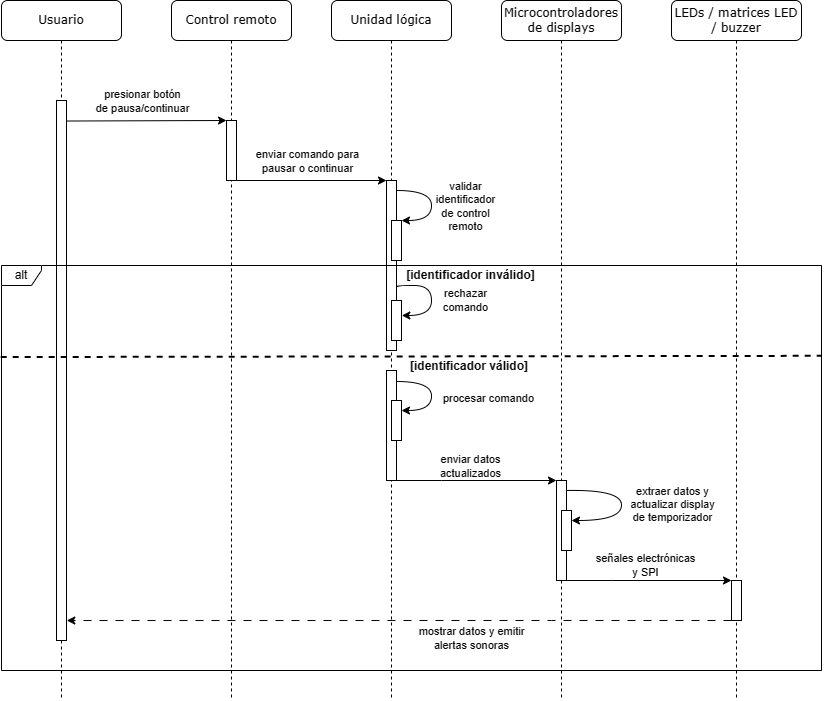 Usuario
Control remoto
Unidad lógica
Microcontroladores
de displays
LEDs / matrices LED
/ buzzer
presionar botón
de pausa/continuar
enviar comando para
pausar o continuar
validar
identificador
de control
remoto
alt
[identificador inválido]
rechazar
comando
[identificador válido]
procesar comando
enviar datos
actualizados
extraer datos y
actualizar display
de temporizador
señales electrónicas
y SPI
mostrar datos y emitir
alertas sonoras